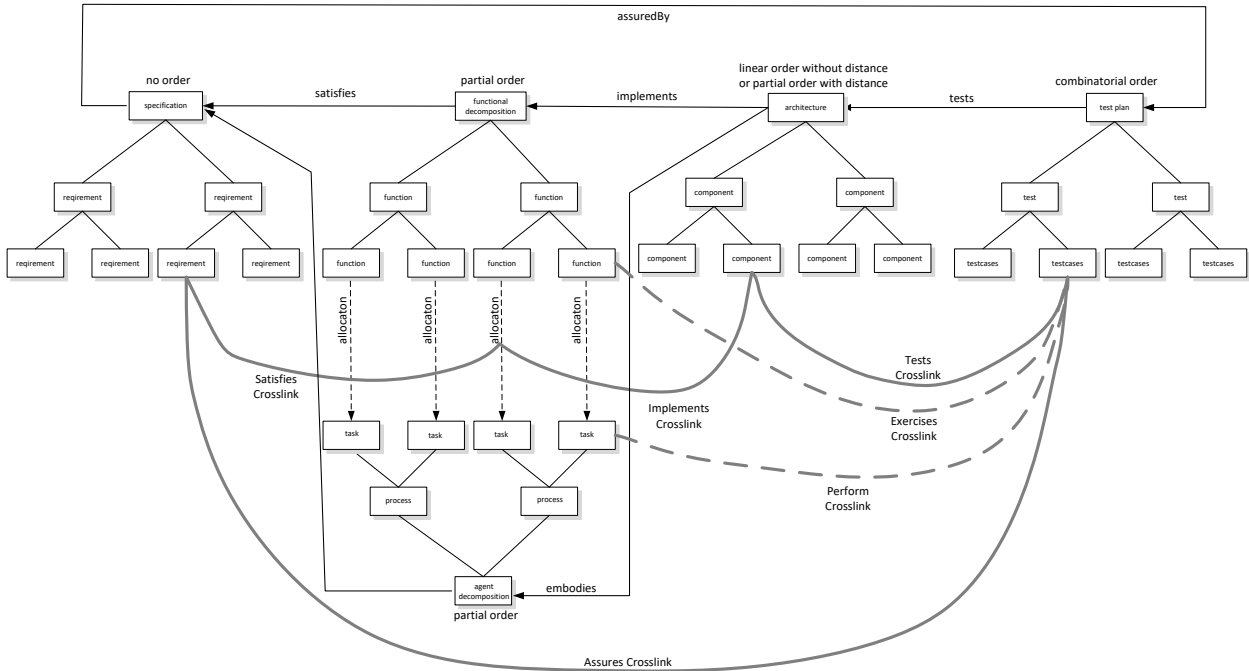 assuredBy
no order
partial order
linear order without distance
or partial order with distance
combinatorial order
satisfies
implements
tests
specification
functional
decomposition
architecture
test plan
reqirement
reqirement
function
function
component
component
test
test
reqirement
reqirement
reqirement
reqirement
function
function
function
function
component
component
component
component
testcases
testcases
testcases
testcases
allocaton
allocaton
allocaton
allocaton
Satisfies
Crosslink
Implements
Crosslink
Tests
Crosslink
Exercises
Crosslink
task
task
task
task
Perform
Crosslink
process
process
agent
decomposition
embodies
partial order
Assures Crosslink